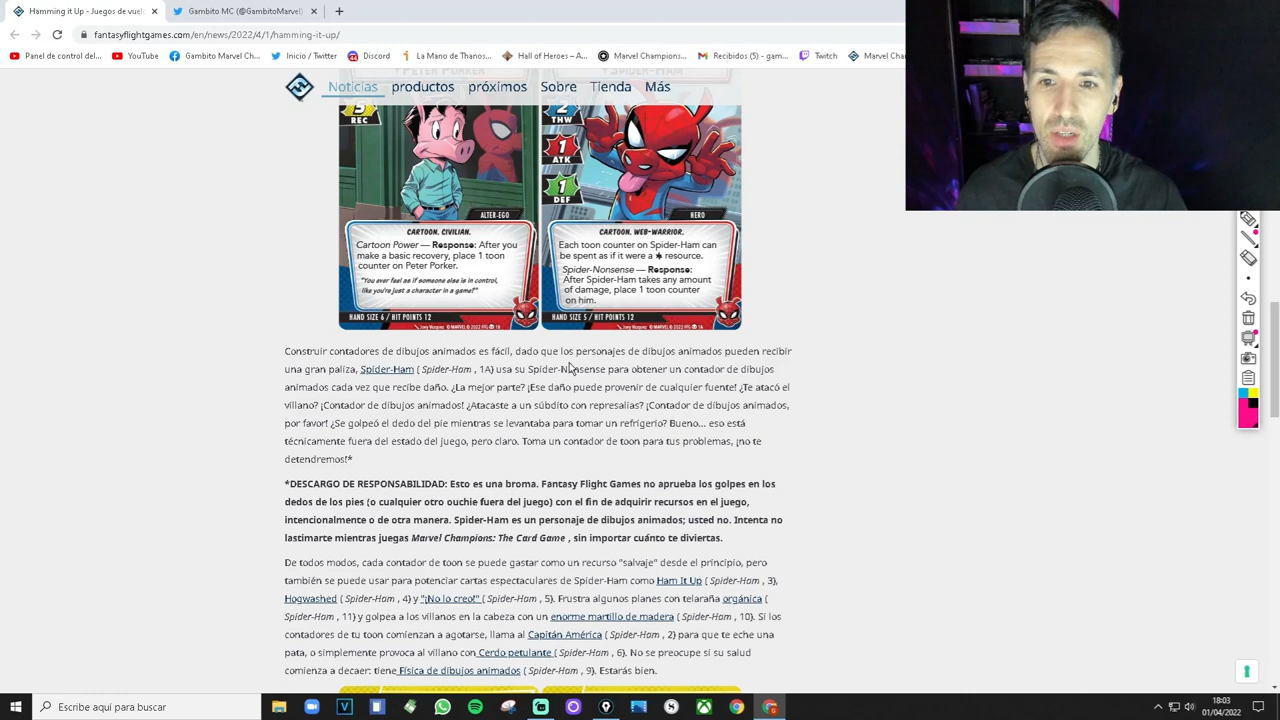 Hamming it Up - Juegos de vuel
Gambito MC (@GambitoMarvel)
fantasyflightgames.com/en/news/2022/4/1/hamming-it-up/
Panel de control del...
YouTube
Gambito Marvel Ch...
Inicio / Twitter
Discord
La Mano de Thanos...
Hall of Heroes – A...
Marvel Champions...
Recibidos (5) - gam...
Twitch
Marvel Cha
PETER PORKER
SPIDER-HAM
Noticias productos próximos Sobre Tienda Más
5
REC
ALTER-EGO
CARTOON. CIVILIAN.
Cartoon Power — Response: After you
make a basic recovery, place 1 toon
counter on Peter Porker.
"You ever feel as if someone else is in control,
like you're just a character in a game?"
HAND SIZE 6 / HIT POINTS 12
2
THW
1
ATK
1
DEF
HERO
CARTOON. WEB-WARRIOR.
Each toon counter on Spider-Ham can
be spent as if it were a resource.
Spider-Nonsense — Response:
After Spider-Ham takes any amount
of damage, place 1 toon counter
on him.
HAND SIZE 5 / HIT POINTS 12
Construir contadores de dibujos animados es fácil, dado que los personajes de dibujos animados pueden recibir
una gran paliza, Spider-Ham ( Spider-Ham , 1A) usa su Spider-Nonsense para obtener un contador de dibujos
animados cada vez que recibe daño. ¿La mejor parte? ¡Ese daño puede provenir de cualquier fuente! ¿Te atacó el
villano? ¡Contador de dibujos animados! ¿Atacaste a un súbdito con represalias? ¡Contador de dibujos animados,
por favor! ¿Se golpeó el dedo del pie mientras se levantaba para tomar un refrigerio? Bueno... eso está
técnicamente fuera del estado del juego, pero claro. Toma un contador de toon para tus problemas, ¡no te
detendremos!*
*DESCARGO DE RESPONSABILIDAD: Esto es una broma. Fantasy Flight Games no aprueba los golpes en los
dedos de los pies (o cualquier otro ouchie fuera del juego) con el fin de adquirir recursos en el juego,
intencionalmente o de otra manera. Spider-Ham es un personaje de dibujos animados; usted no. Intenta no
lastimarte mientras juegas Marvel Champions: The Card Game , sin importar cuánto te diviertas.
De todos modos, cada contador de toon se puede gastar como un recurso "salvaje" desde el principio, pero
también se puede usar para potenciar cartas espectaculares de Spider-Ham como Ham It Up ( Spider-Ham , 3),
Hogwashed ( Spider-Ham , 4) y "¡No lo creo!" ( Spider-Ham , 5). Frustra algunos planes con telaraña orgánica (
Spider-Ham , 11) y golpea a los villanos en la cabeza con un enorme martillo de madera ( Spider-Ham , 10). Si los
contadores de tu toon comienzan a agotarse, llama al Capitán América ( Spider-Ham , 2) para que te eche una
pata, o simplemente provoca al villano con Cerdo petulante ( Spider-Ham , 6). No se preocupe si su salud
comienza a decaer: tiene Física de dibujos animados ( Spider-Ham , 9). Estarás bien.
Escribe aquí para buscar
18:03
01/04/2022